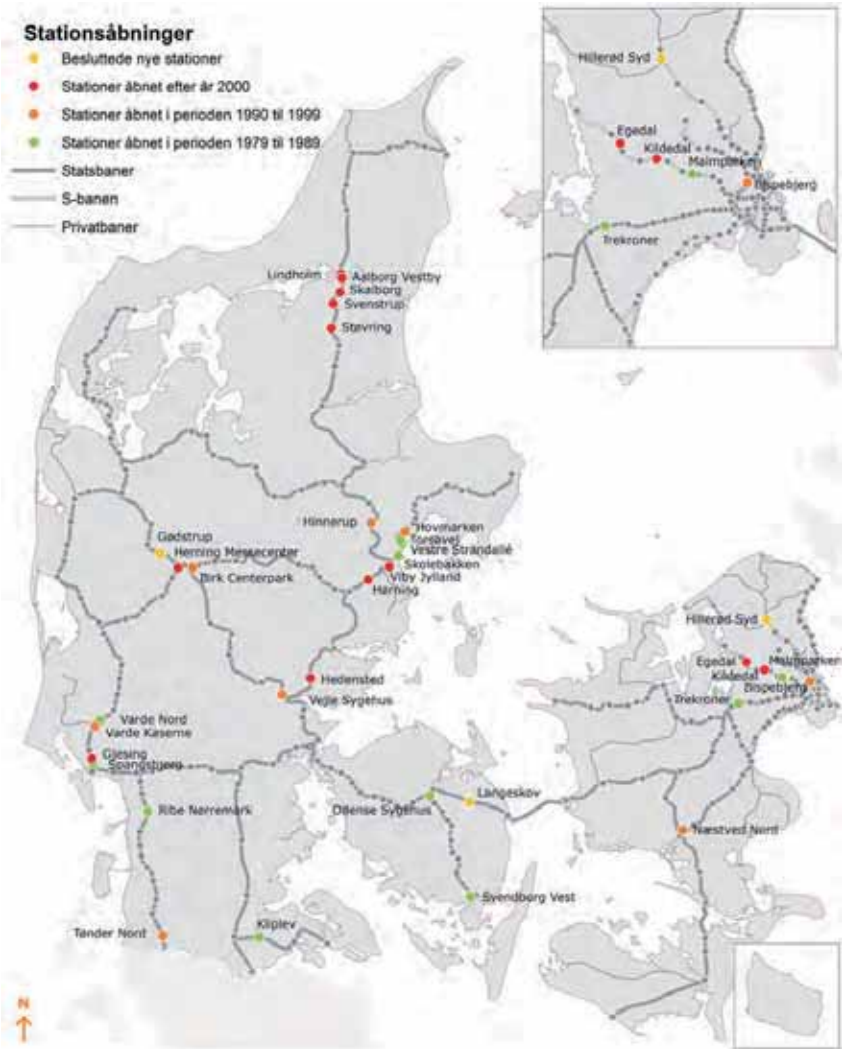 Stationsåbninger
Besluttede nye stationer
Stationer åbnet efter år 2000
Stationer åbnet i perioden 1990 til 1999
Stationer åbnet i perioden 1979 til 1989
Statsbaner
S-banen
Privatbaner
Hillerød Syd
Egedal
Kildedal
Malmparken
Bispebjerg
Trekroner
Lindholm
Aalborg Vestby
Skalborg
Svenstrup
Støvring
Hinnerup
Hovmarken
Torsøvej
Vestre Strandallé
Skolebakken
Viby Jylland
Hørning
Gødstrup
Herning Messecenter
Birk Centerpark
Hedensted
Vejle Sygehus
Varde Nord
Varde Kaserne
Gjesing
Spangsbjerg
Ribe Nørremark
Tønder Nord
Kliplev
Odense Sygehus
Langeskov
Svendborg Vest
Hillerød Syd
Egedal
Malmparken
Kildedal
Bispebjerg
Trekroner
Næstved Nord
N